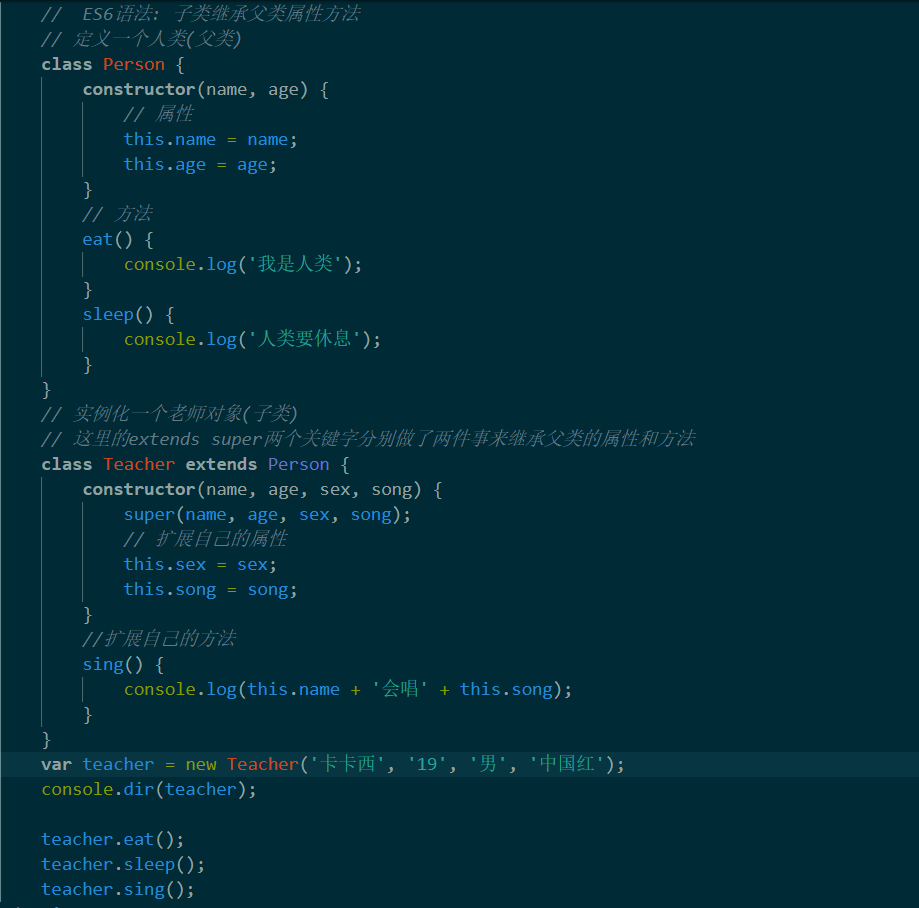 // ES6语法: 子类继承父类属性方法
// 定义一个人类(父类)
class Person {
constructor(name, age) {
// 属性
this.name = name;
this.age = age;
}
// 方法
eat() {
console.log('我是人类');
}
sleep() {
console.log('人类要休息');
}
}
// 实例化一个老师对象(子类)
// 这里的extends super两个关键字分别做了两件事来继承父类的属性和方法
class Teacher extends Person {
constructor(name, age, sex, song) {
super(name, age, sex, song);
// 扩展自己的属性
this.sex = sex;
this.song = song;
}
//扩展自己的方法
sing() {
console.log(this.name + '会唱' + this.song);
}
}
var teacher = new Teacher('卡卡西', '19', '男', '中国红');
console.dir(teacher);
teacher.eat();
teacher.sleep();
teacher.sing();